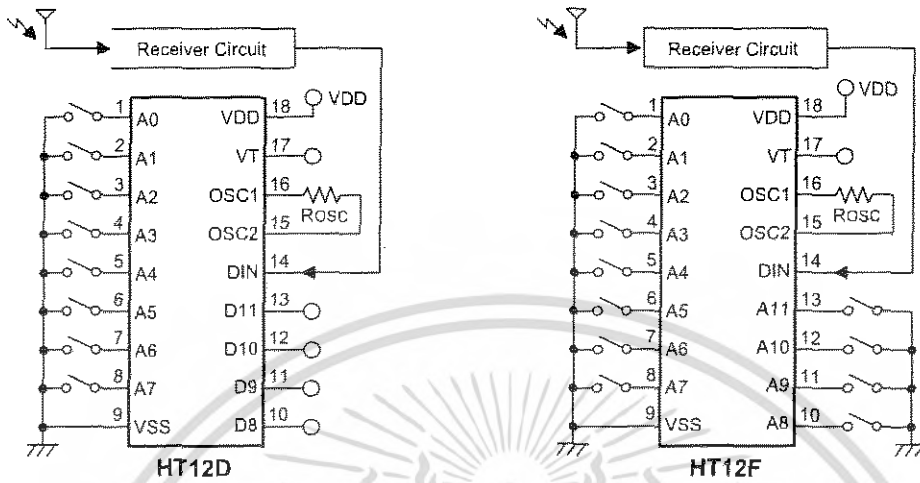 Receiver Circuit
VDD
1 A0 VDD 18
2 A1 VT 17
3 A2 OSC1 16
ROSC
4 A3 OSC2 15
5 A4 DIN 14
6 A5 D11 13
7 A6 D10 12
8 A7 D9 11
9 VSS D8 10
HT12D
Receiver Circuit
VDD
1 A0 VDD 18
2 A1 VT 17
3 A2 OSC1 16
ROSC
4 A3 OSC2 15
5 A4 DIN 14
6 A5 A11 13
7 A6 A10 12
8 A7 A9 11
9 VSS A8 10
HT12F